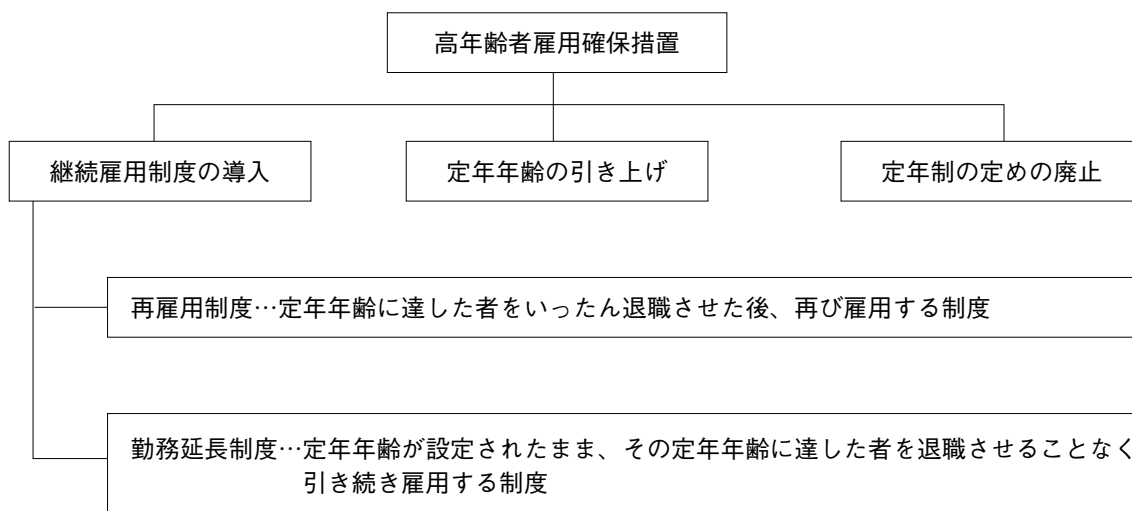 高年齢者雇用確保措置
継続雇用制度の導入
定年年齢の引き上げ
定年制の定めの廃止
再雇用制度…定年年齢に達した者をいったん退職させた後、再び雇用する制度
勤務延長制度…定年年齢が設定されたまま、その定年年齢に達した者を退職させることなく
引き続き雇用する制度